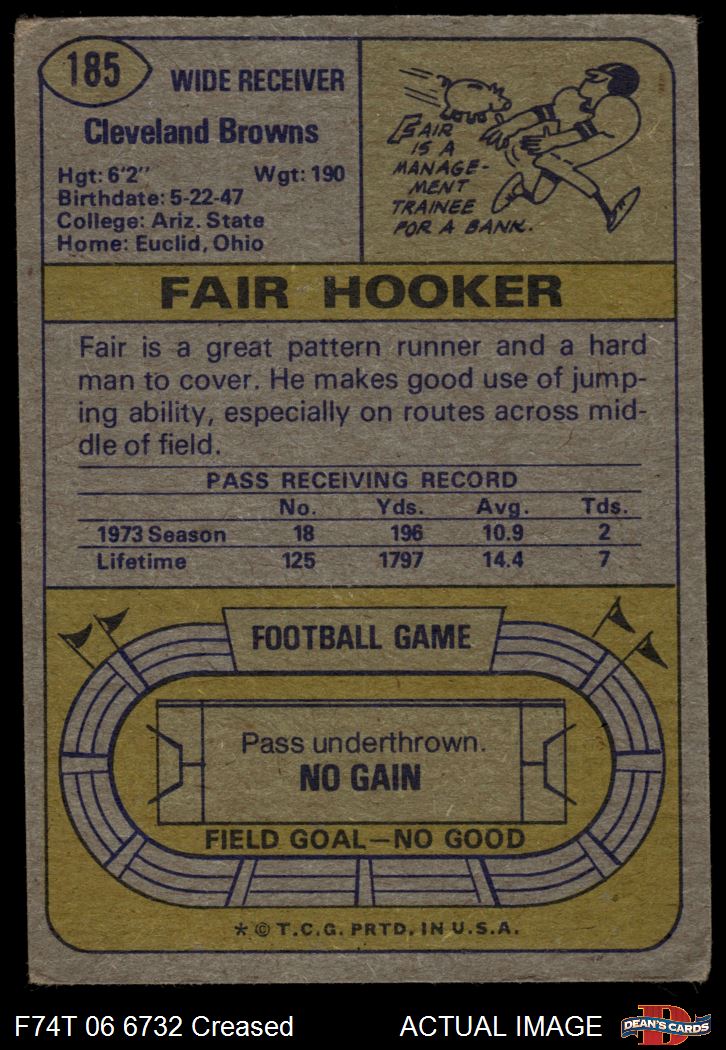 185
WIDE RECEIVER
Cleveland Browns
Hgt: 6'2" Wgt: 190
Birthdate: 5-22-47
College: Ariz. State
Home: Euclid, Ohio
FAIR
IS A
MANAGE-
MENT
TRAINEE
FOR A BANK.
FAIR HOOKER
Fair is a great pattern runner and a hard
man to cover. He makes good use of jump-
ing ability, especially on routes across mid-
dle of field.
PASS RECEIVING RECORD
No. Yds. Avg. Tds.
1973 Season 18 196 10.9 2
Lifetime 125 1797 14.4 7
FOOTBALL GAME
Pass underthrown.
NO GAIN
FIELD GOAL—NO GOOD
* © T.C.G. PRTD. IN U.S.A.
F74T 06 6732 Creased ACTUAL IMAGE
D
DEAN'S CARDS